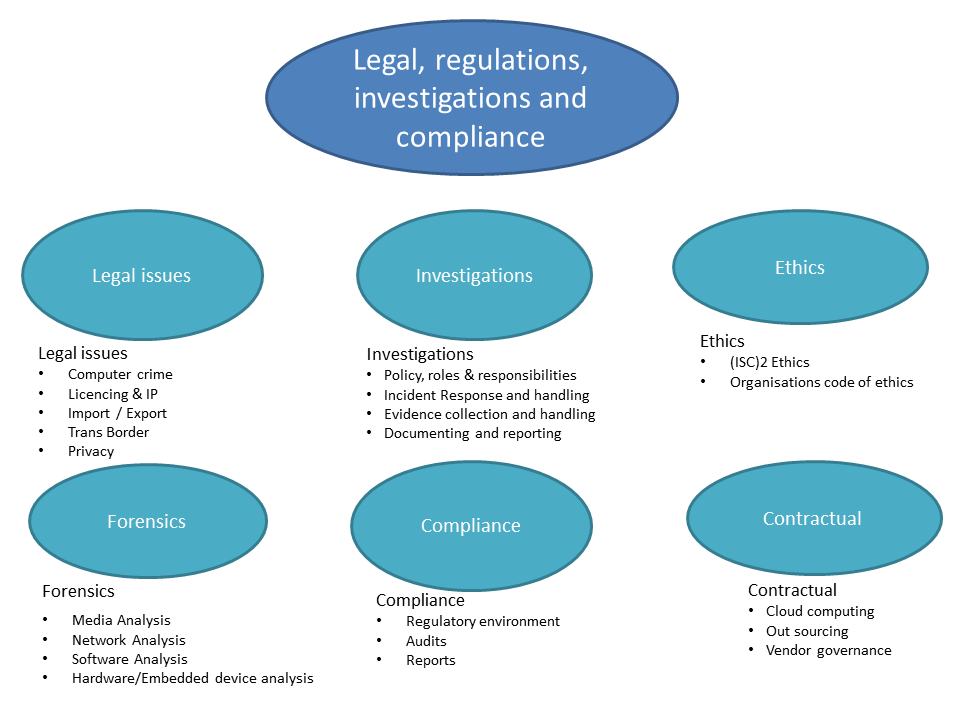 Legal, regulations,
investigations and
compliance
Legal issues
Investigations
Ethics
Legal issues
• Computer crime
• Licencing & IP
• Import / Export
• Trans Border
• Privacy
Investigations
• Policy, roles & responsibilities
• Incident Response and handling
• Evidence collection and handling
• Documenting and reporting
Ethics
• (ISC)2 Ethics
• Organisations code of ethics
Forensics
Compliance
Contractual
Forensics
• Media Analysis
• Network Analysis
• Software Analysis
• Hardware/Embedded device analysis
Compliance
• Regulatory environment
• Audits
• Reports
Contractual
• Cloud computing
• Out sourcing
• Vendor governance